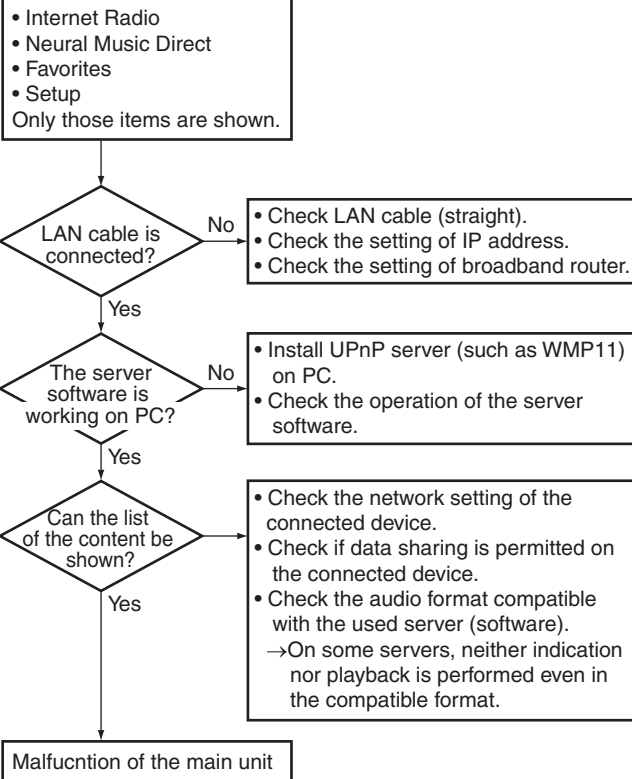 • Internet Radio
• Neural Music Direct
• Favorites
• Setup
Only those items are shown.
LAN cable is
connected?
No
• Check LAN cable (straight).
• Check the setting of IP address.
• Check the setting of broadband router.
Yes
The server
software is
working on PC?
No
• Install UPnP server (such as WMP11)
on PC.
• Check the operation of the server
software.
Yes
Can the list
of the content be
shown?
• Check the network setting of the
connected device.
• Check if data sharing is permitted on
the connected device.
• Check the audio format compatible
with the used server (software).
→On some servers, neither indication
nor playback is performed even in
the compatible format.
Yes
Malfucntion of the main unit